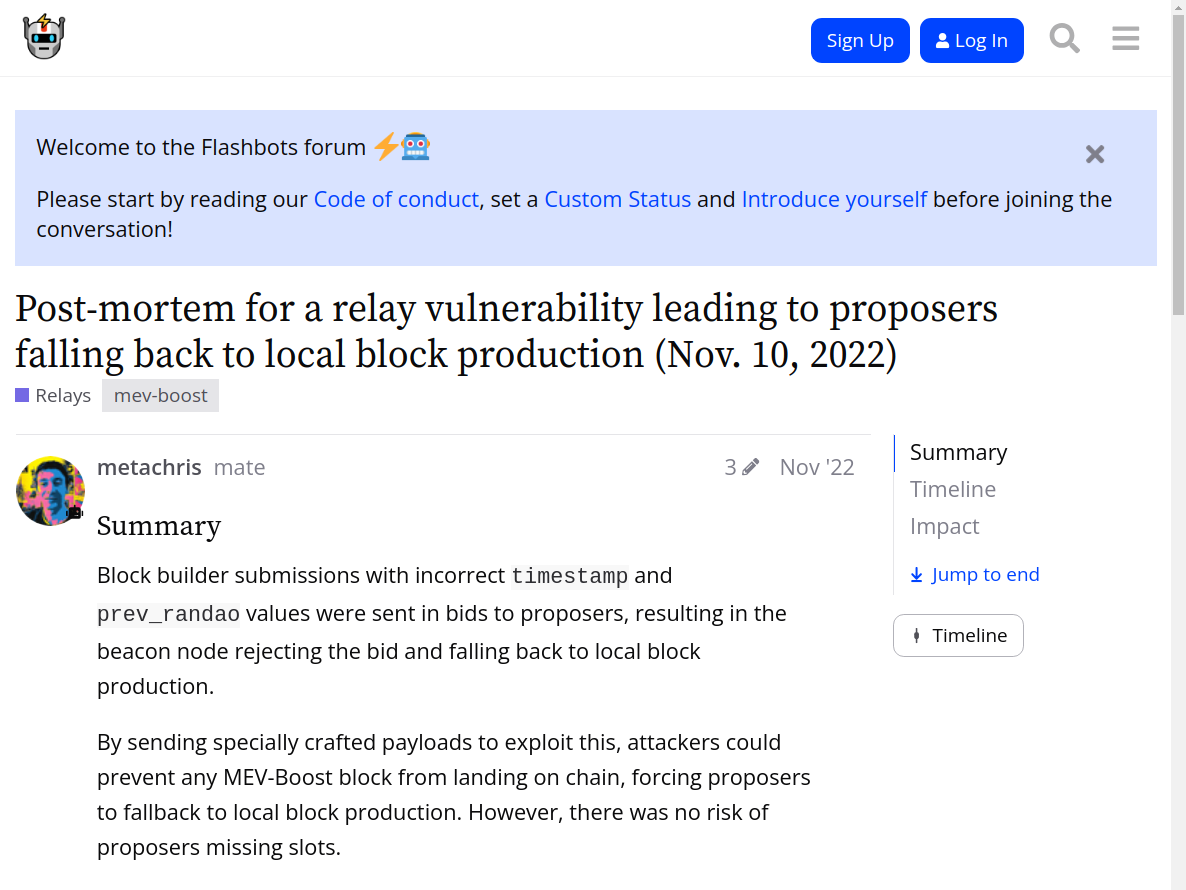 Sign Up
Log In
Welcome to the Flashbots forum
Please start by reading our Code of conduct, set a Custom Status and Introduce yourself before joining the
conversation!
Post-mortem for a relay vulnerability leading to proposers
falling back to local block production (Nov. 10, 2022)
Relays mev-boost
metachris mate 3 Nov '22
Summary
Block builder submissions with incorrect timestamp and
prev_randao values were sent in bids to proposers, resulting in the
beacon node rejecting the bid and falling back to local block
production.
By sending specially crafted payloads to exploit this, attackers could
prevent any MEV-Boost block from landing on chain, forcing proposers
to fallback to local block production. However, there was no risk of
proposers missing slots.
Summary
Timeline
Impact
Jump to end
Timeline